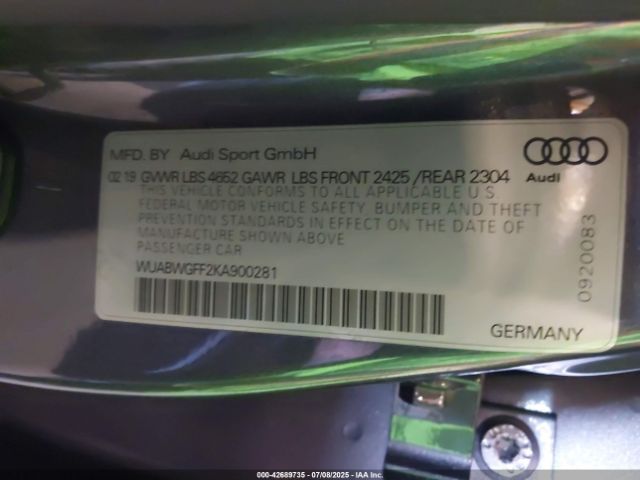 MFD. BY Audi Sport GmbH
02 19 GVWR LBS 4652 GAWR LBS FRONT 2425 /REAR 2304
THIS VEHICLE CONFORMS TO ALL APPLICABLE U.S.
FEDERAL MOTOR VEHICLE SAFETY, BUMPER AND THEFT
PREVENTION STANDARDS IN EFFECT ON THE DATE OF
MANUFACTURE SHOWN ABOVE
PASSENGER CAR
WUABWGFF2KA900281
Audi
0920083
GERMANY
000-42689735 - 07/08/2025 - IAA Inc.